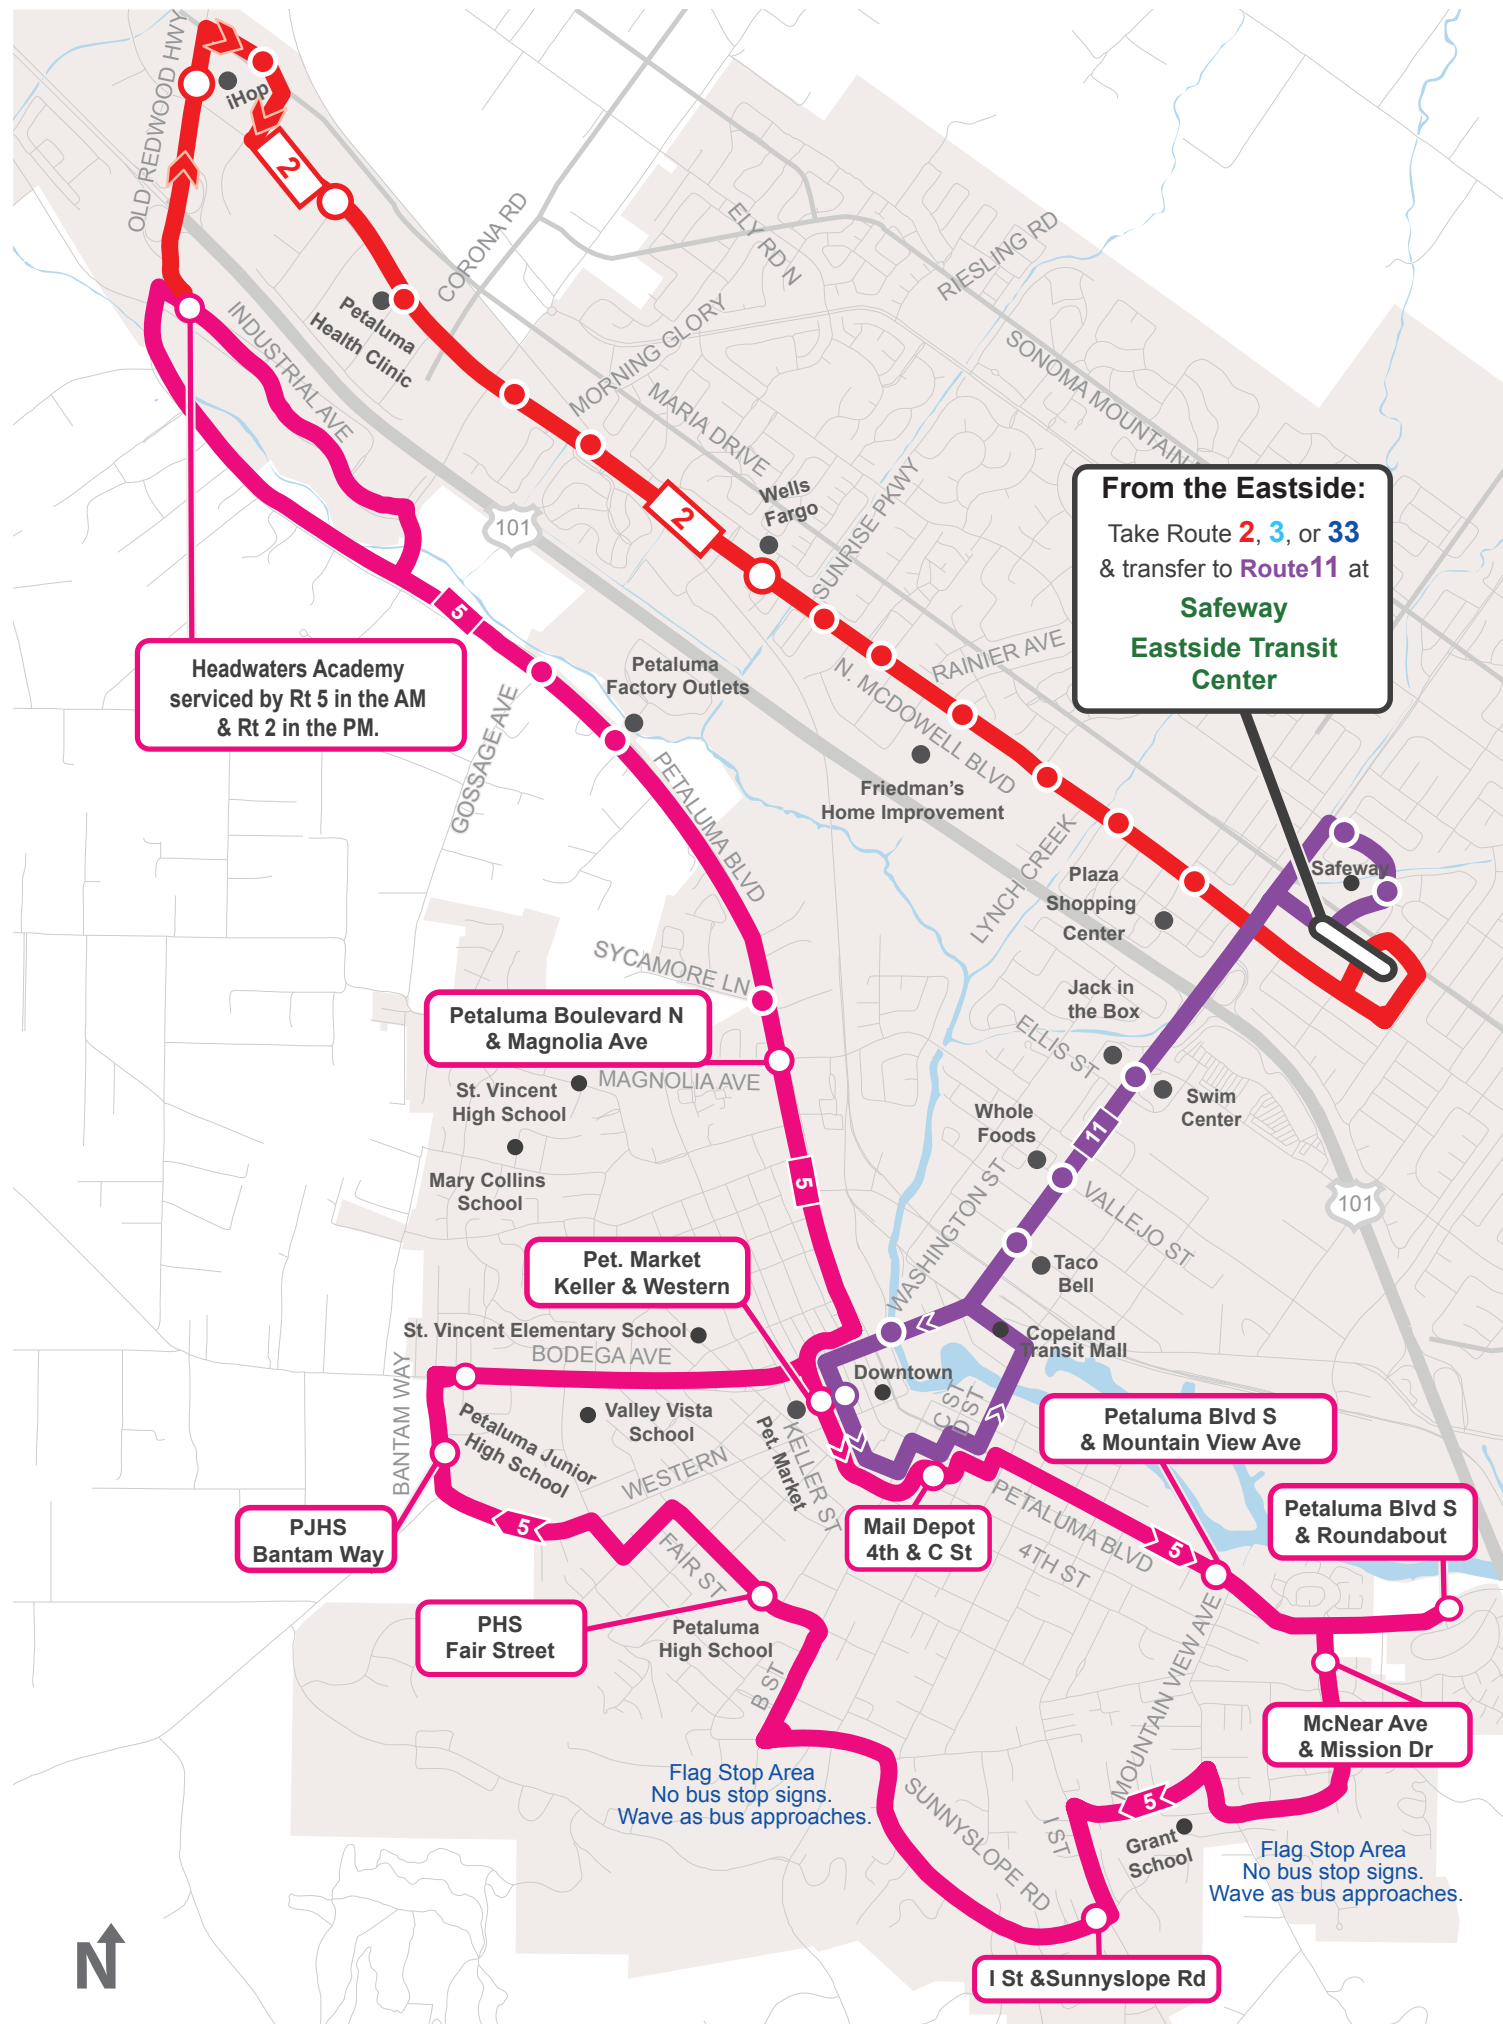 OLD REDWOOD HWY
iHop
2
CORONA RD
ELY RD N
RIESLING RD
Petaluma
Health Clinic
INDUSTRIAL AVE
MORNING GLORY
MARIA DRIVE
SONOMA MOUNTAIN
From the Eastside:
Take Route 2, 3, or 33
& transfer to Route11 at
Safeway
Eastside Transit
Center
Wells
Fargo
2
SUNRISE PKWY
101
5
RAINIER AVE
N. MCDOWELL BLVD
Headwaters Academy
serviced by Rt 5 in the AM
& Rt 2 in the PM.
Petaluma
Factory Outlets
GOSSAGE AVE
PETALUMA BLVD
Friedman's
Home Improvement
LYNCH CREEK
Plaza
Shopping
Center
Safeway
SYCAMORE LN
Petaluma Boulevard N
& Magnolia Ave
MAGNOLIA AVE
Jack in
the Box
ELLIS ST
Swim
Center
St. Vincent
High School
Mary Collins
School
Whole
Foods
11
5
WASHINGTON ST
VALLEJO ST
101
Pet. Market
Keller & Western
Taco
Bell
St. Vincent Elementary School
BODEGA AVE
Copeland
Transit Mall
Downtown
BANTAM WAY
C ST
D ST
Petaluma Junior
High School
Valley Vista
School
WESTERN
Pet. Market
KELLER ST
Petaluma Blvd S
& Mountain View Ave
PJHS
Bantam Way
5
Mail Depot
4th & C St
PETALUMA BLVD
4TH ST
5
Petaluma Blvd S
& Roundabout
FAIR ST
PHS
Fair Street
Petaluma
High School
B ST
MOUNTAIN VIEW AVE
McNear Ave
& Mission Dr
Flag Stop Area
No bus stop signs.
Wave as bus approaches.
SUNNYSLOPE RD
I ST
5
Grant
School
Flag Stop Area
No bus stop signs.
Wave as bus approaches.
I St &Sunnyslope Rd
N